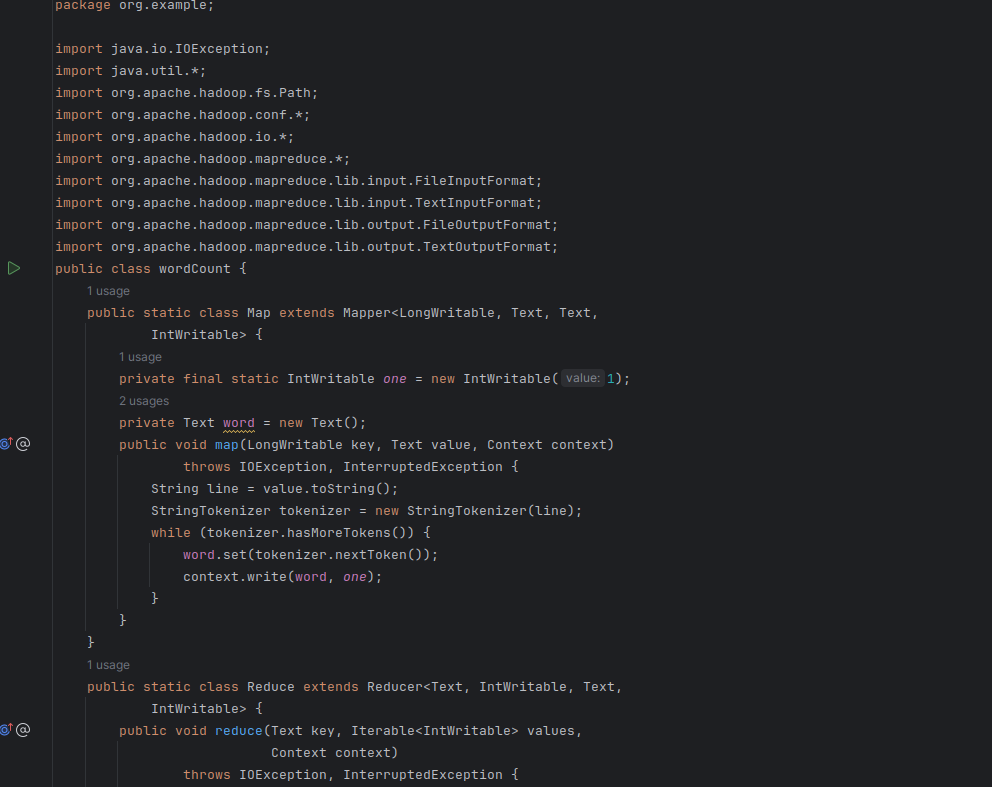 package org.example;
import java.io.IOException;
import java.util.*;
import org.apache.hadoop.fs.Path;
import org.apache.hadoop.conf.*;
import org.apache.hadoop.io.*;
import org.apache.hadoop.mapreduce.*;
import org.apache.hadoop.mapreduce.lib.input.FileInputFormat;
import org.apache.hadoop.mapreduce.lib.input.TextInputFormat;
import org.apache.hadoop.mapreduce.lib.output.FileOutputFormat;
import org.apache.hadoop.mapreduce.lib.output.TextOutputFormat;
public class wordCount {
1 usage
public static class Map extends Mapper<LongWritable, Text, Text,
IntWritable> {
1 usage
private final static IntWritable one = new IntWritable( value: 1);
2 usages
private Text word = new Text();
public void map(LongWritable key, Text value, Context context)
throws IOException, InterruptedException {
String line = value.toString();
StringTokenizer tokenizer = new StringTokenizer(line);
while (tokenizer.hasMoreTokens()) {
word.set(tokenizer.nextToken());
context.write(word, one);
}
}
}
1 usage
public static class Reduce extends Reducer<Text, IntWritable, Text,
IntWritable> {
public void reduce(Text key, Iterable<IntWritable> values,
Context context)
throws IOException, InterruptedException {